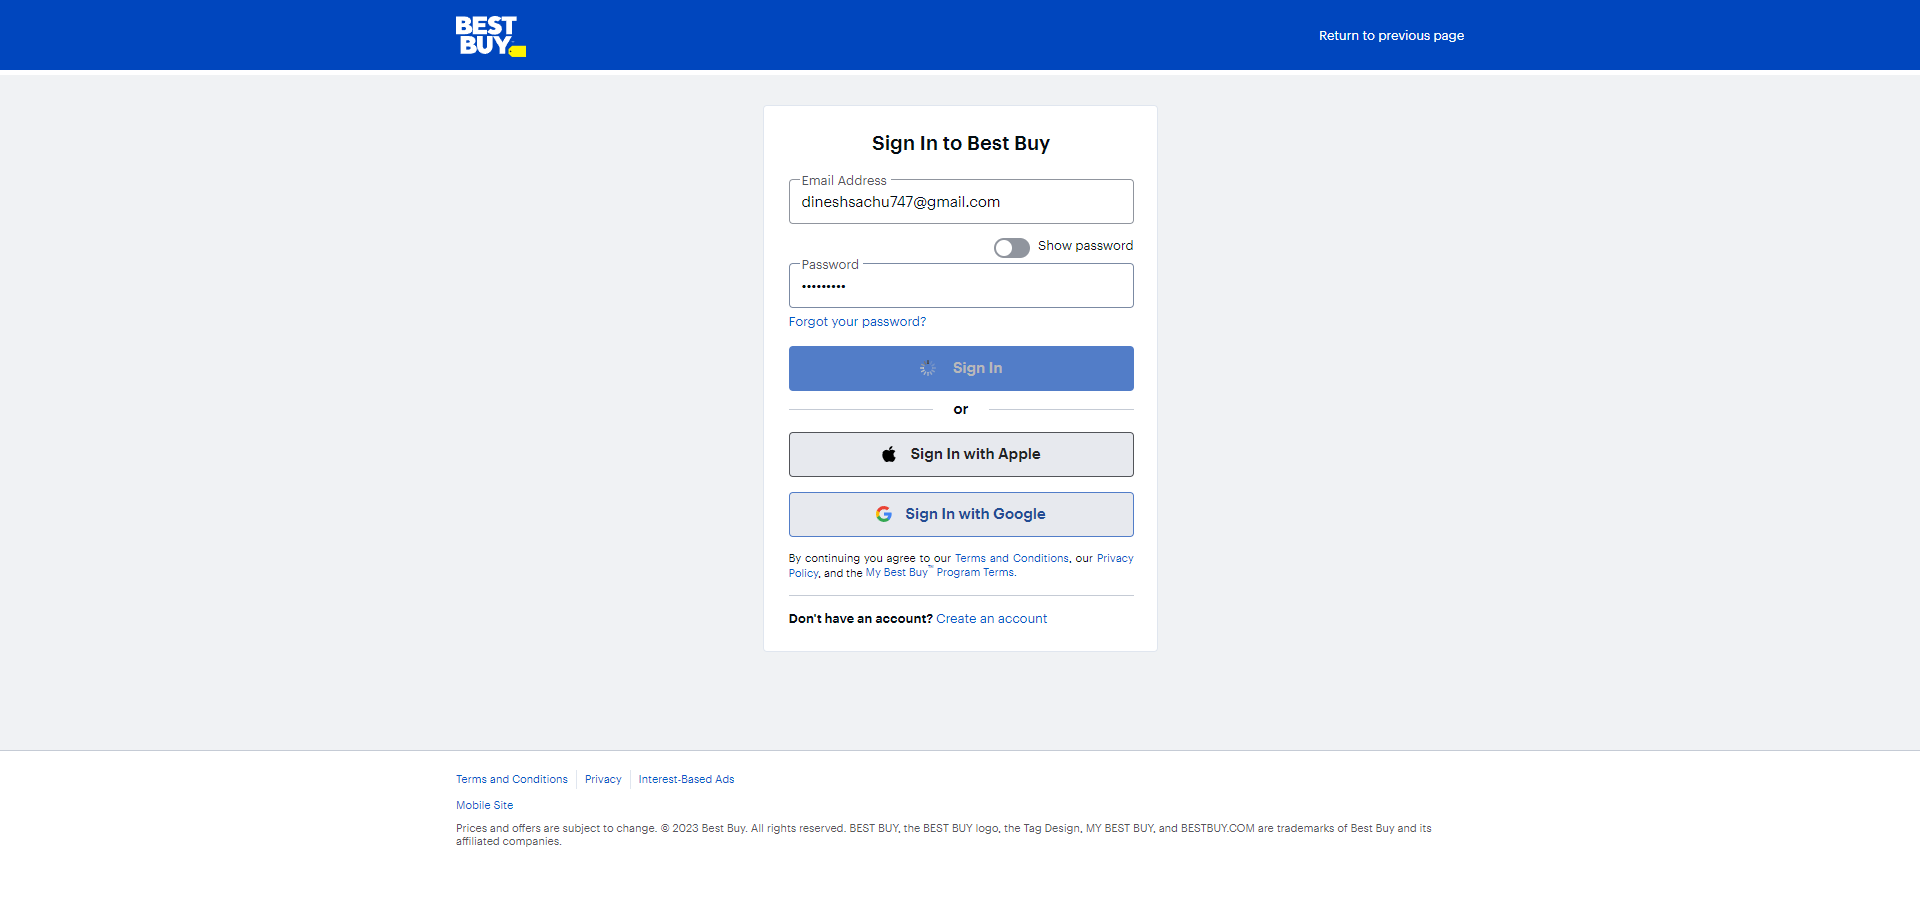 BEST
BUY
Return to previous page
Sign In to Best Buy
Email Address
dineshsachu747@gmail.com
Show password
Password
•••••••••
Forgot your password?
Sign In
or
Sign In with Apple
Sign In with Google
By continuing you agree to our Terms and Conditions, our Privacy
Policy, and the My Best Buy™ Program Terms.
Don't have an account? Create an account
Terms and Conditions
Privacy
Interest-Based Ads
Mobile Site
Prices and offers are subject to change. © 2023 Best Buy. All rights reserved. BEST BUY, the BEST BUY logo, the Tag Design, MY BEST BUY, and BESTBUY.COM are trademarks of Best Buy and its
affiliated companies.